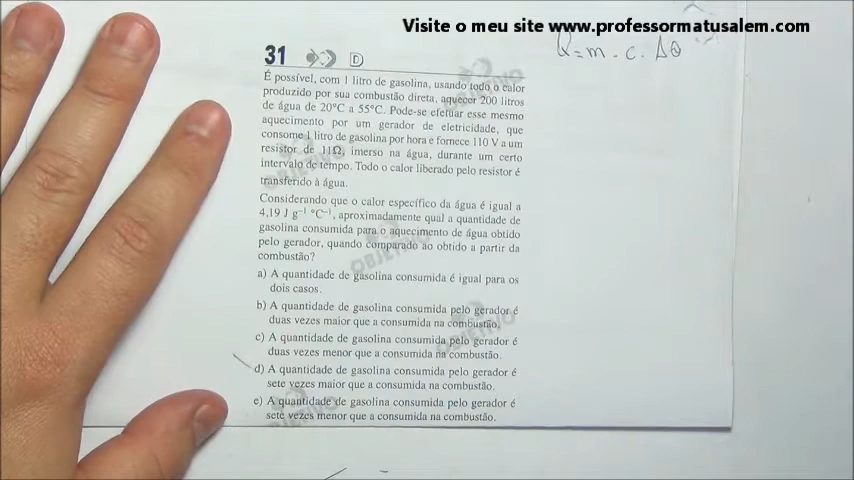 Visite o meu site www.professormatusalem.com
Q = m . c . Δθ
31 D
É possível, com 1 litro de gasolina, usando todo o calor
produzido por sua combustão direta, aquecer 200 litros
de água de 20°C a 55°C. Pode-se efetuar esse mesmo
aquecimento por um gerador de eletricidade, que
consome 1 litro de gasolina por hora e fornece 110 V a um
resistor de 11Ω, imerso na água, durante um certo
intervalo de tempo. Todo o calor liberado pelo resistor é
transferido à água.
Considerando que o calor específico da água é igual a
4,19 J g⁻¹ °C⁻¹, aproximadamente qual a quantidade de
gasolina consumida para o aquecimento de água obtido
pelo gerador, quando comparado ao obtido a partir da
combustão?
a) A quantidade de gasolina consumida é igual para os
dois casos.
b) A quantidade de gasolina consumida pelo gerador é
duas vezes maior que a consumida na combustão.
c) A quantidade de gasolina consumida pelo gerador é
duas vezes menor que a consumida na combustão.
d) A quantidade de gasolina consumida pelo gerador é
sete vezes maior que a consumida na combustão.
e) A quantidade de gasolina consumida pelo gerador é
sete vezes menor que a consumida na combustão.
OBJETIVO
OBJETIVO
OBJETIVO
OBJETIVO
OBJETIVO